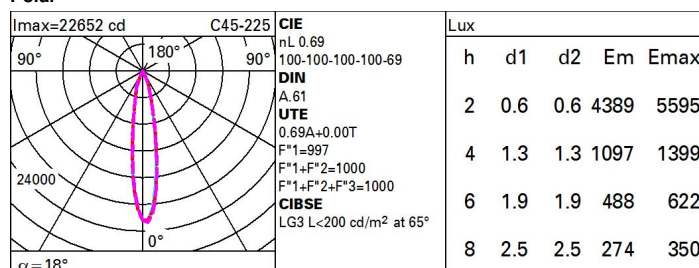 Imax=22652 cd C45-225
90° 180° 90°
24000
0°
α=18°
CIE
nL 0.69
100-100-100-100-69
DIN
A.61
UTE
0.69A+0.00T
F"1=997
F"1+F"2=1000
F"1+F"2+F"3=1000
CIBSE
LG3 L<200 cd/m² at 65°
Lux
h d1 d2 Em Emax
2 0.6 0.6 4389 5595
4 1.3 1.3 1097 1399
6 1.9 1.9 488 622
8 2.5 2.5 274 350